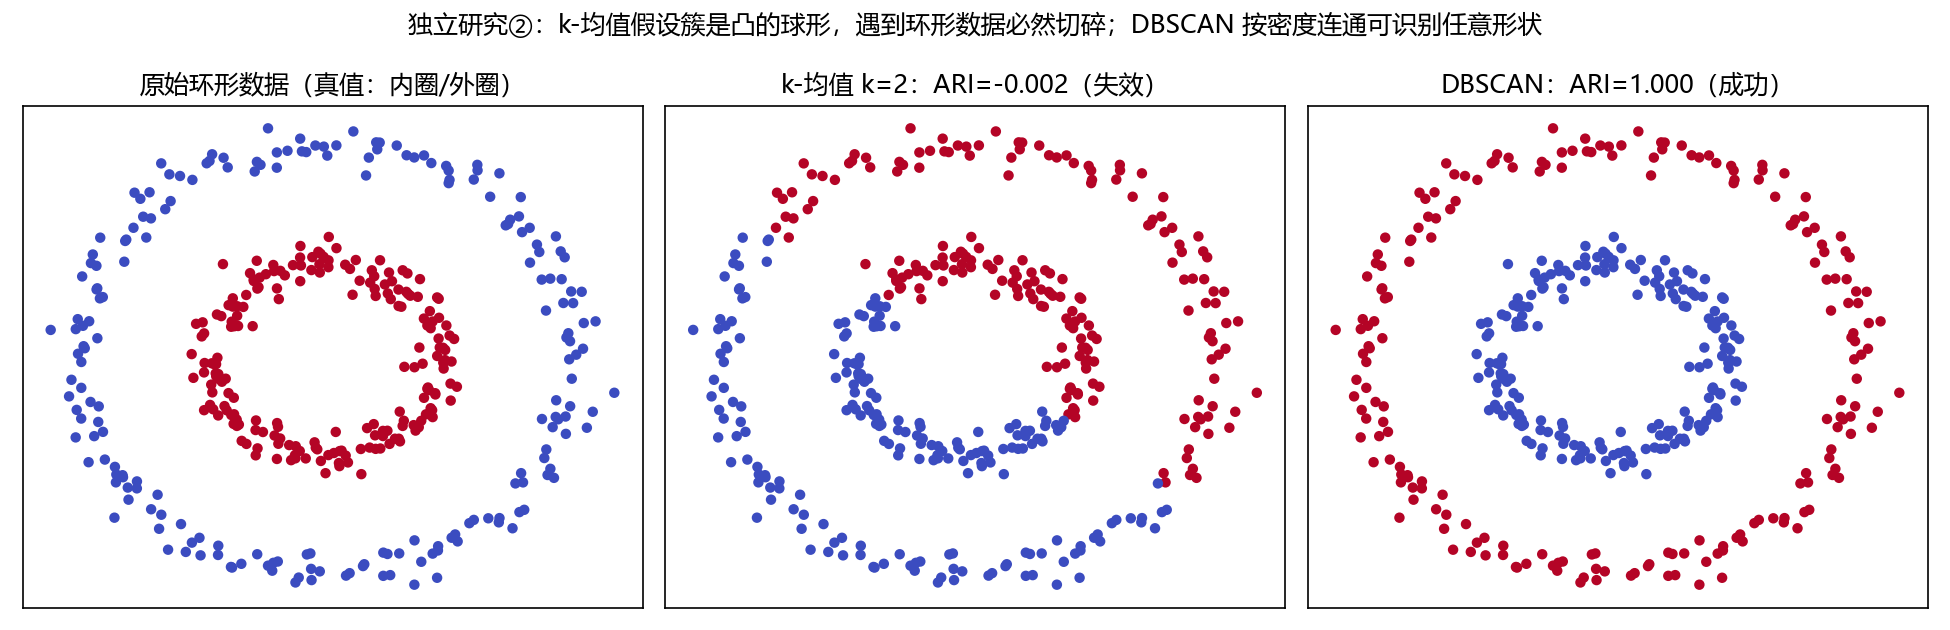 独立研究②：k-均值假设簇是凸的球形，遇到环形数据必然切碎；DBSCAN 按密度连通可识别任意形状
原始环形数据（真值：内圈/外圈）
k-均值 k=2：ARI=-0.002（失效）
DBSCAN：ARI=1.000（成功）